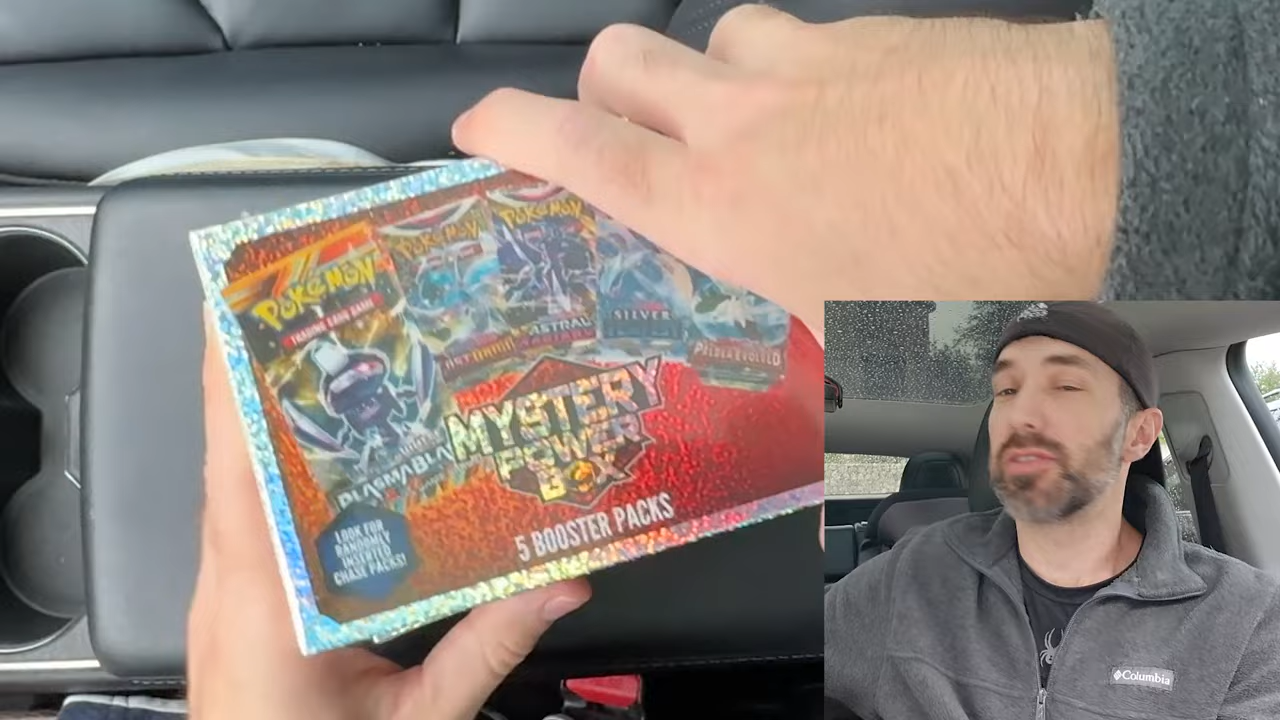 POKÉMON
TRADING CARD GAME
POKÉMON
POKÉMON
ASTRAL
SILVER
PALDEA EVOLVED
MYSTERY
POWER
BOX
5 BOOSTER PACKS
LOOK FOR
RANDOMLY
INSERTED
CHASE PACKS!
Columbia